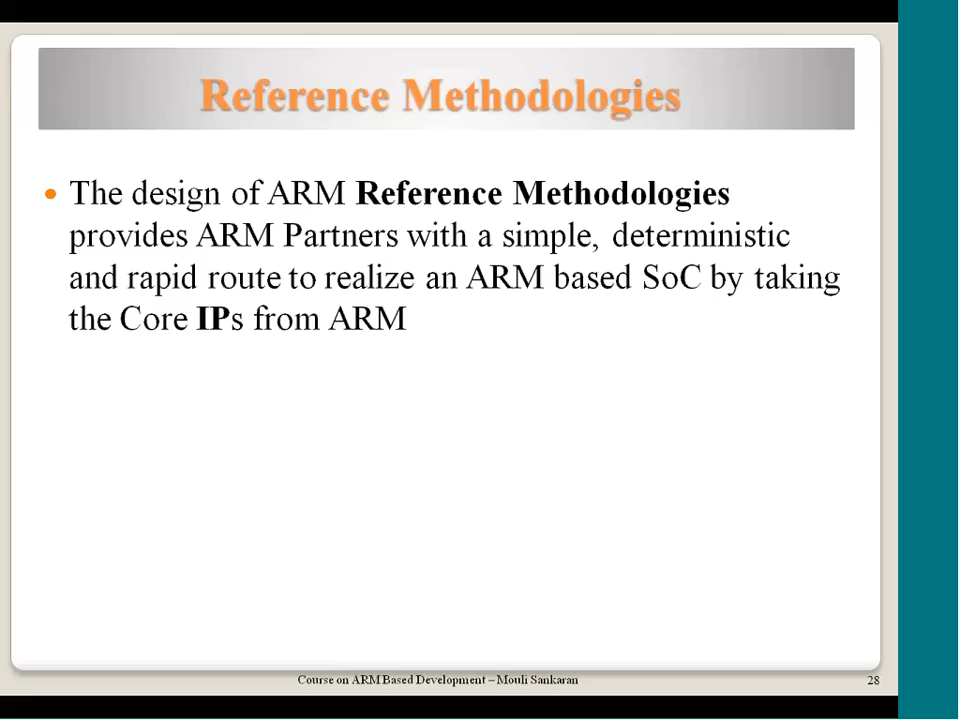 Reference Methodologies
• The design of ARM Reference Methodologies
provides ARM Partners with a simple, deterministic
and rapid route to realize an ARM based SoC by taking
the Core IPs from ARM
Course on ARM Based Development – Mouli Sankaran
28